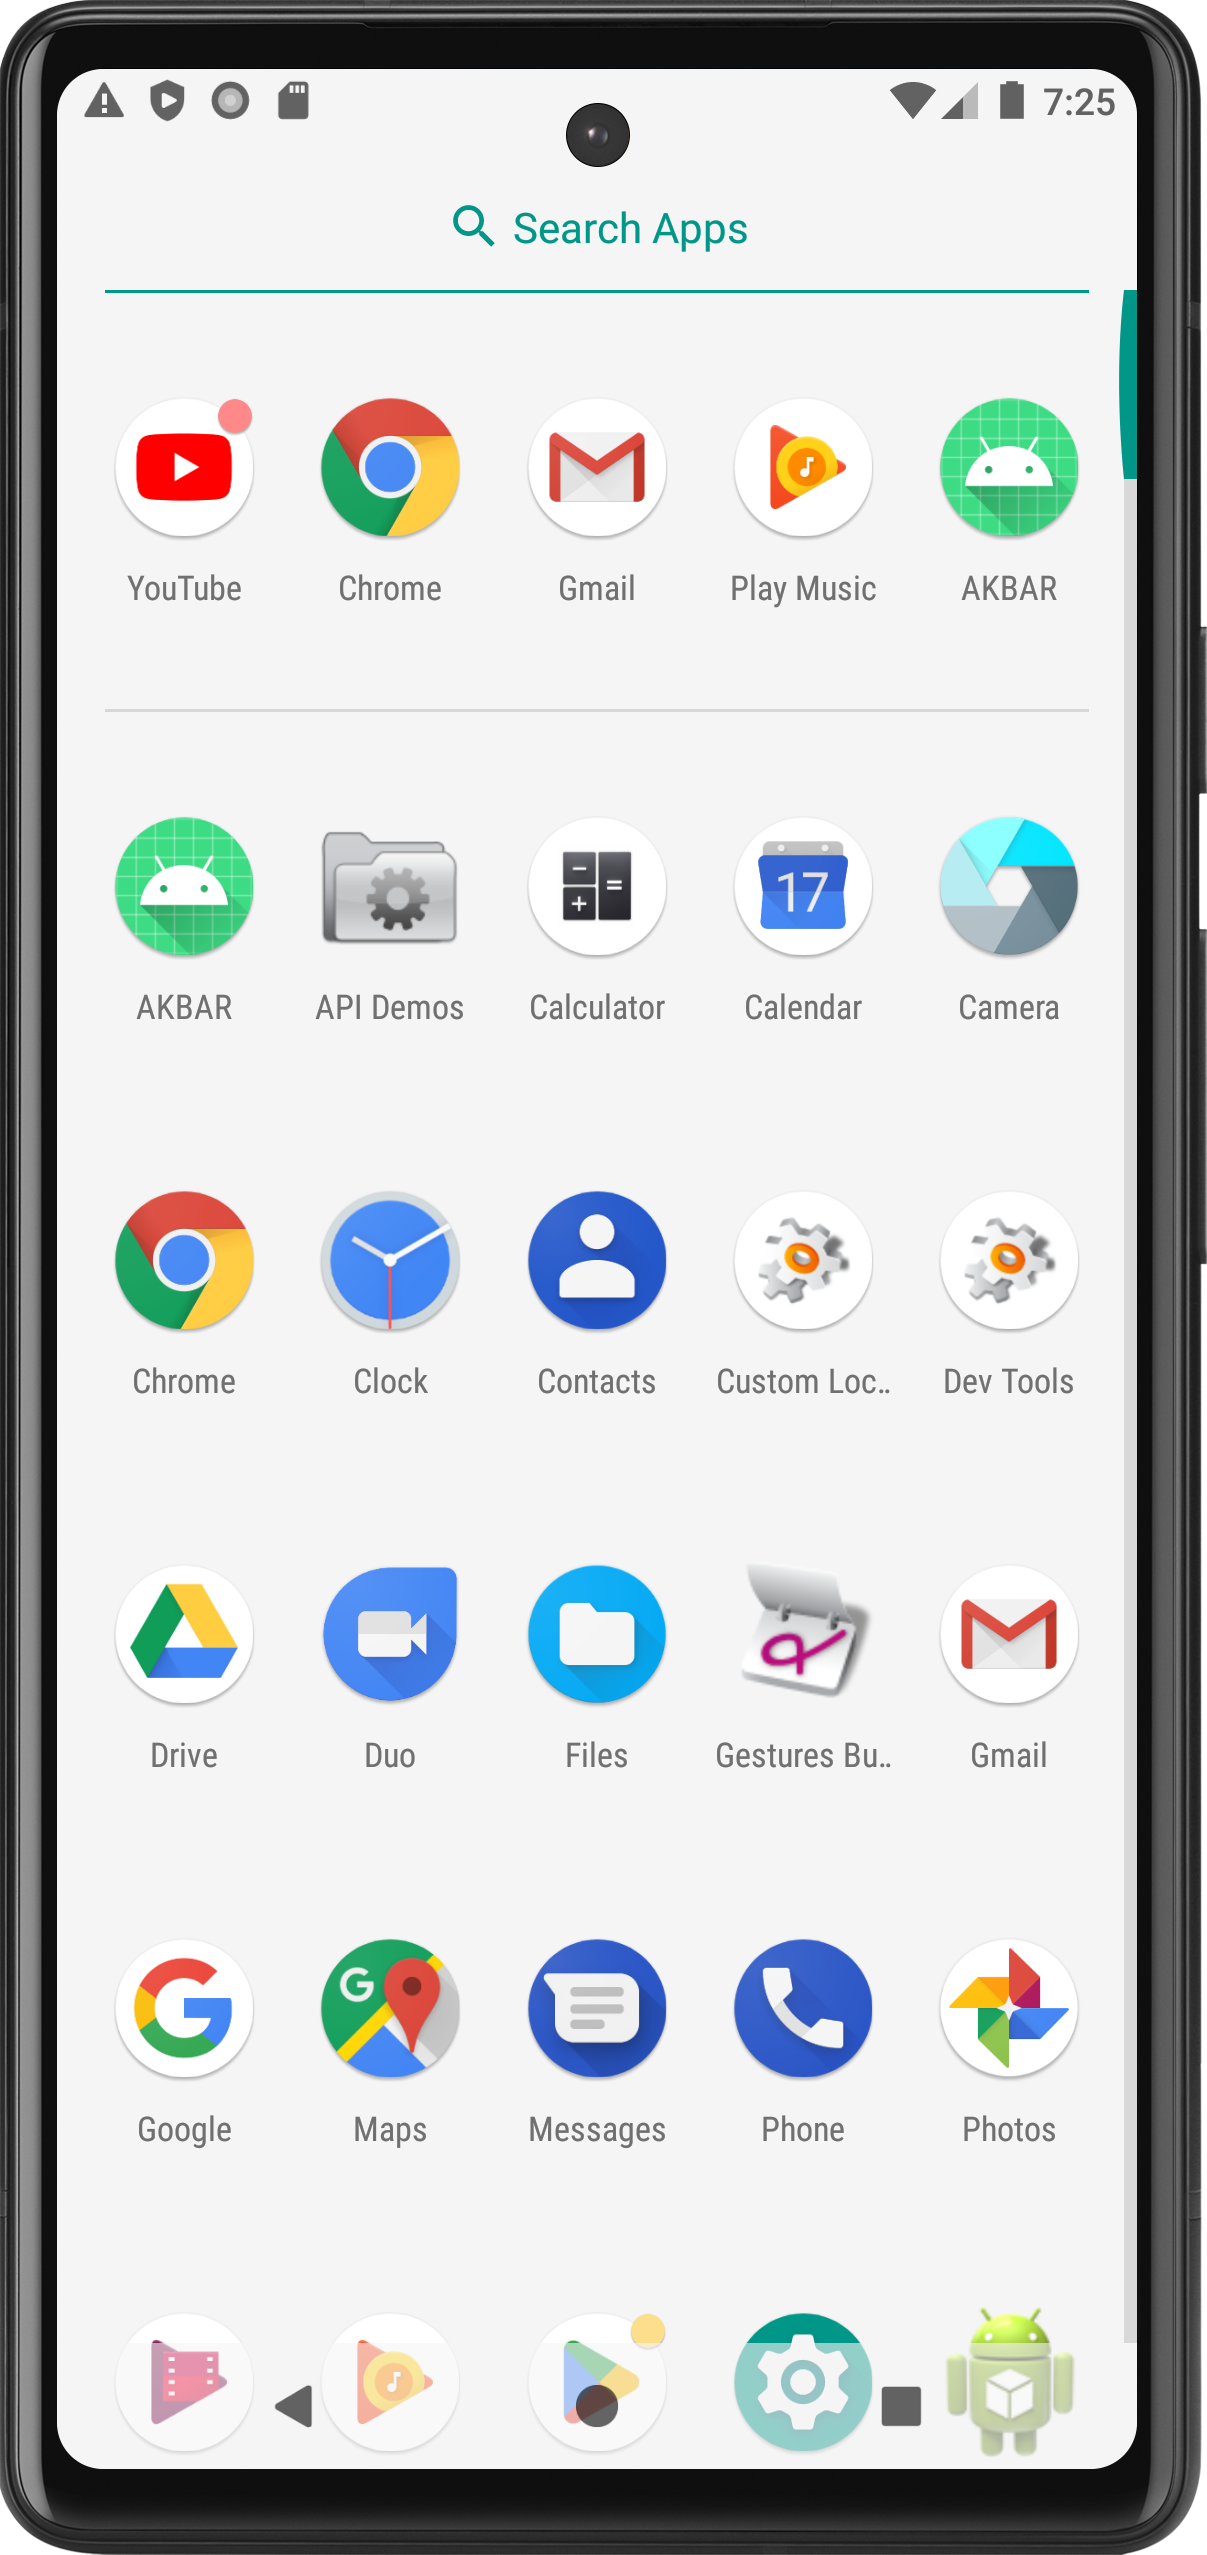 7:25
Search Apps
YouTube Chrome Gmail Play Music AKBAR
AKBAR API Demos Calculator Calendar Camera
17
Chrome Clock Contacts Custom Loc.. Dev Tools
Drive Duo Files Gestures Bu.. Gmail
Google Maps Messages Phone Photos